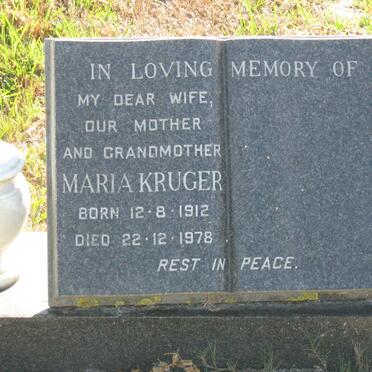 IN LOVING MEMORY OF
MY DEAR WIFE,
OUR MOTHER
AND GRANDMOTHER
MARIA KRUGER
BORN 12-8-1912
DIED 22-12-1978
REST IN PEACE.